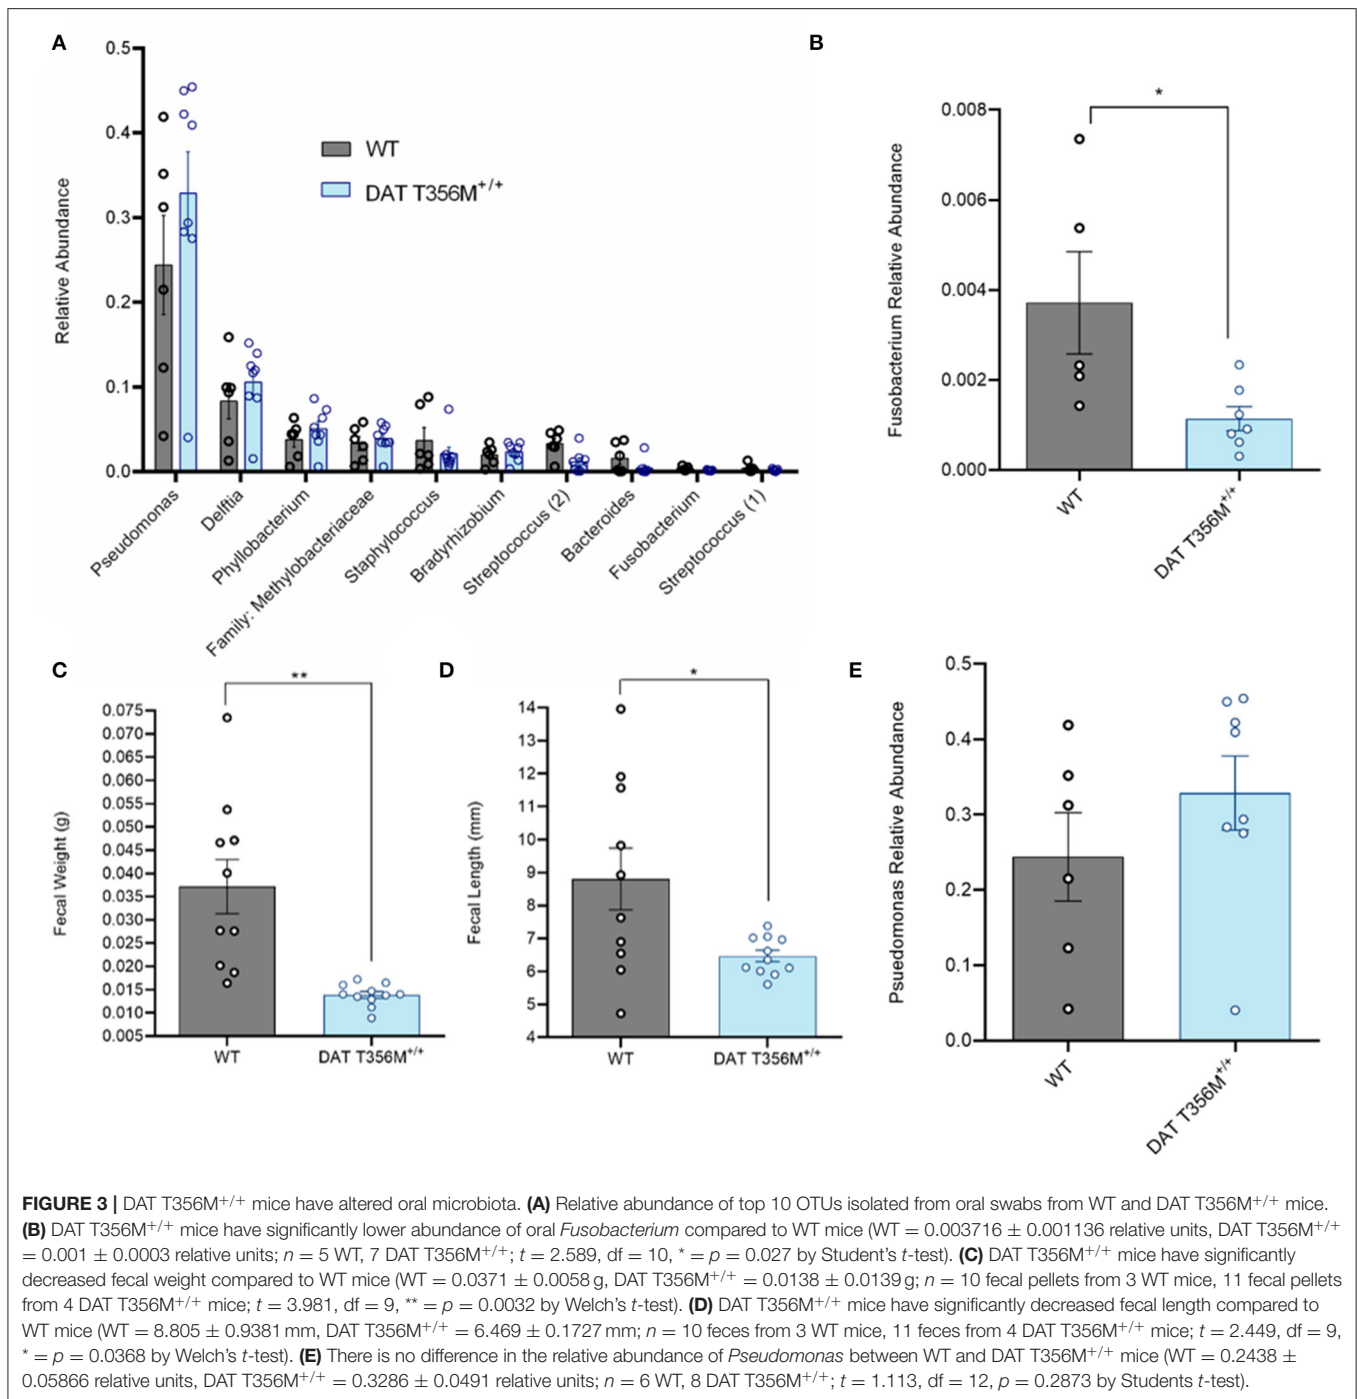 A
0.5
0.4
0.3
0.2
0.1
0.0
Relative Abundance
WT
DAT T356M+/+
Pseudomonas
Delftia
Phyllobacterium
Family: Methylobacteriaceae
Staphylococcus
Bradyrhizobium
Streptococcus (2)
Bacteroides
Fusobacterium
Streptococcus (1)
B
*
0.008
0.006
0.004
0.002
0.000
Fusobacterium Relative Abundance
WT
DAT T356M+/+
C
**
0.075
0.070
0.065
0.060
0.055
0.050
0.045
0.040
0.035
0.030
0.025
0.020
0.015
0.010
0.005
Fecal Weight (g)
WT
DAT T356M+/+
D
*
14
13
12
11
10
9
8
7
6
5
4
Fecal Length (mm)
WT
DAT T356M+/+
E
0.5
0.4
0.3
0.2
0.1
0.0
Psuedomonas Relative Abundance
WT
DAT T356M+/+
FIGURE 3 | DAT T356M+/+ mice have altered oral microbiota. (A) Relative abundance of top 10 OTUs isolated from oral swabs from WT and DAT T356M+/+ mice.
(B) DAT T356M+/+ mice have significantly lower abundance of oral Fusobacterium compared to WT mice (WT = 0.003716 ± 0.001136 relative units, DAT T356M+/+
= 0.001 ± 0.0003 relative units; n = 5 WT, 7 DAT T356M+/+; t = 2.589, df = 10, * = p = 0.027 by Student's t-test). (C) DAT T356M+/+ mice have significantly
decreased fecal weight compared to WT mice (WT = 0.0371 ± 0.0058 g, DAT T356M+/+ = 0.0138 ± 0.0139 g; n = 10 fecal pellets from 3 WT mice, 11 fecal pellets
from 4 DAT T356M+/+ mice; t = 3.981, df = 9, ** = p = 0.0032 by Welch's t-test). (D) DAT T356M+/+ mice have significantly decreased fecal length compared to
WT mice (WT = 8.805 ± 0.9381 mm, DAT T356M+/+ = 6.469 ± 0.1727 mm; n = 10 feces from 3 WT mice, 11 feces from 4 DAT T356M+/+ mice; t = 2.449, df = 9,
* = p = 0.0368 by Welch's t-test). (E) There is no difference in the relative abundance of Pseudomonas between WT and DAT T356M+/+ mice (WT = 0.2438 ±
0.05866 relative units, DAT T356M+/+ = 0.3286 ± 0.0491 relative units; n = 6 WT, 8 DAT T356M+/+; t = 1.113, df = 12, p = 0.2873 by Students t-test).